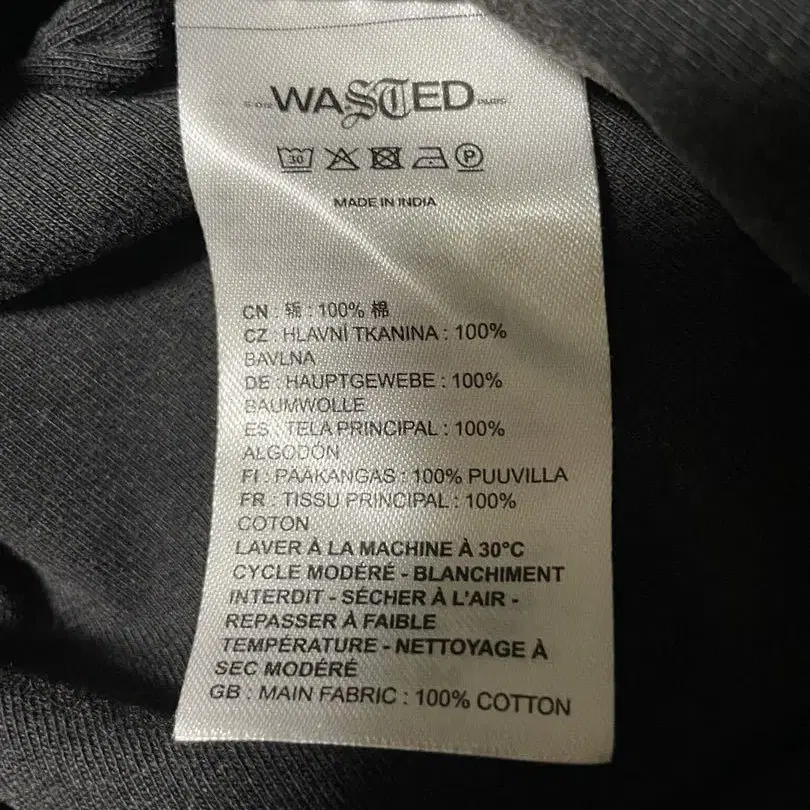 WASTED PARIS
30 P
MADE IN INDIA
CN : : 100% 棉
CZ : HLAVNÍ TKANINA : 100%
BAVLNA
DE : HAUPTGEWEBE : 100%
BAUMWOLLE
ES : TELA PRINCIPAL : 100%
ALGODÓN
FI : PÄÄKANGAS : 100% PUUVILLA
FR : TISSU PRINCIPAL : 100%
COTON
LAVER À LA MACHINE À 30°C
CYCLE MODÉRÉ - BLANCHIMENT
INTERDIT - SÉCHER À L'AIR -
REPASSER À FAIBLE
TEMPÉRATURE - NETTOYAGE À
SEC MODÉRÉ
GB : MAIN FABRIC : 100% COTTON